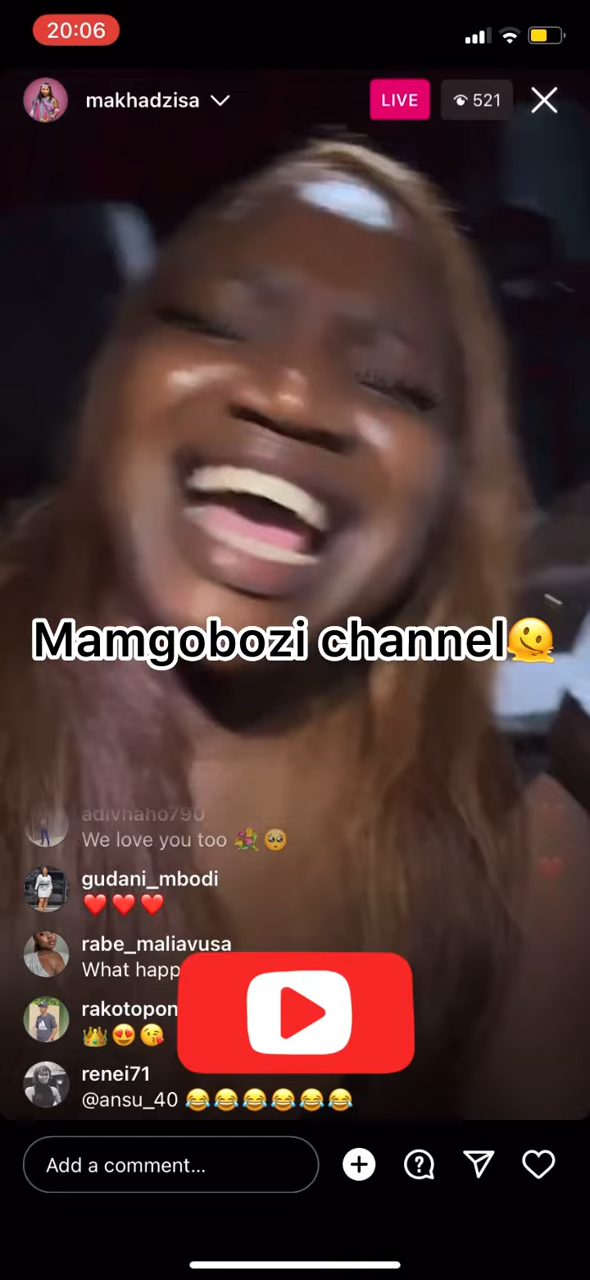 20:06
makhadzisa
LIVE
521
Mamgobozi channel🫠
adivhaho790
We love you too 💐🥺
gudani_mbodi
❤️❤️❤️
rabe_maliavusa
What happ
rakotopon
👑😍😘
renei71
@ansu_40 😂😂😂😂😂😂
Add a comment...